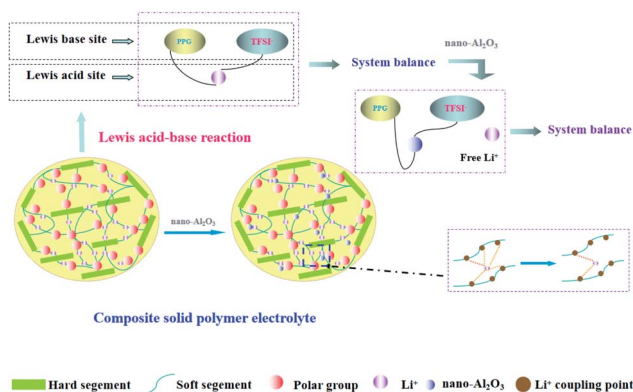 Lewis base site
PPG
TFSI⁻
nano-Al₂O₃
Lewis acid site
System balance
PPG
TFSI⁻
Free Li⁺
System balance
Lewis acid-base reaction
nano-Al₂O₃
Composite solid polymer electrolyte
Hard segement
Soft segement
Polar group
Li⁺
nano-Al₂O₃
Li⁺ coupling point